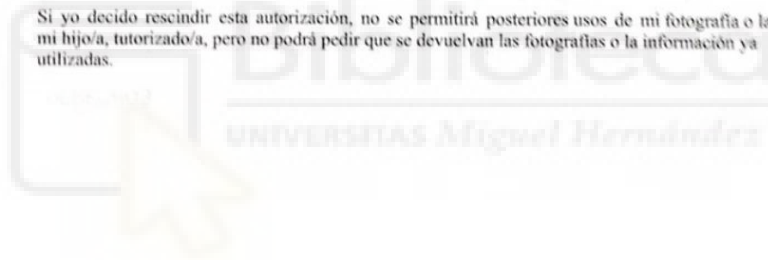 Si yo decido rescindir esta autorización, no se permitirá posteriores usos de mi fotografía o la
mi hijo/a, tutorizado/a, pero no podrá pedir que se devuelvan las fotografías o la información ya
utilizadas.
Biblioteca
UNIVERSITAS Miguel Hernández